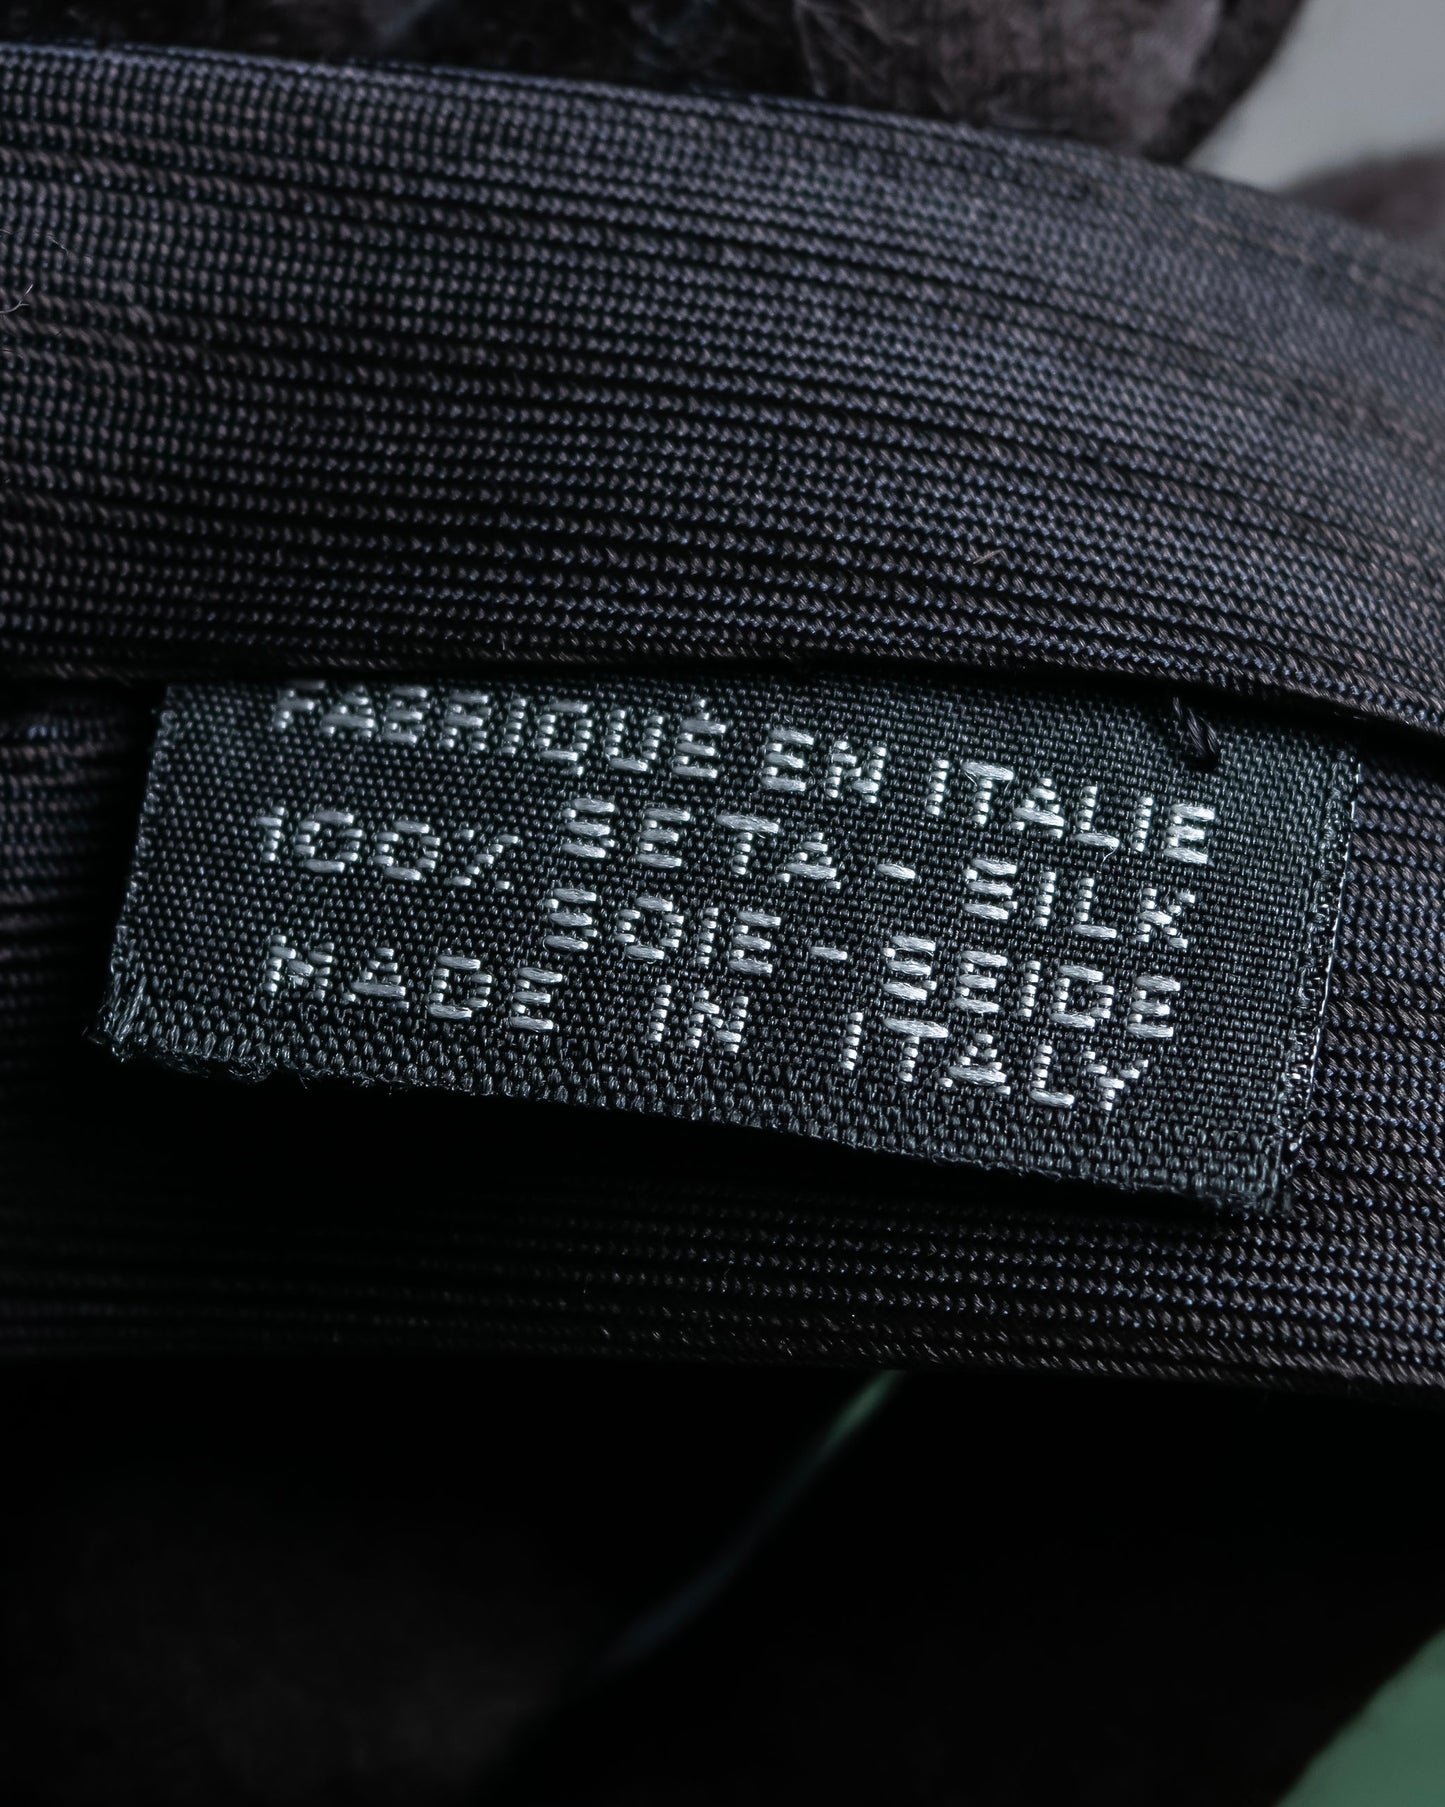 FABRIQUÉ EN ITALIE
100% SETA - SILK
SOIE - SEIDE
MADE IN ITALY